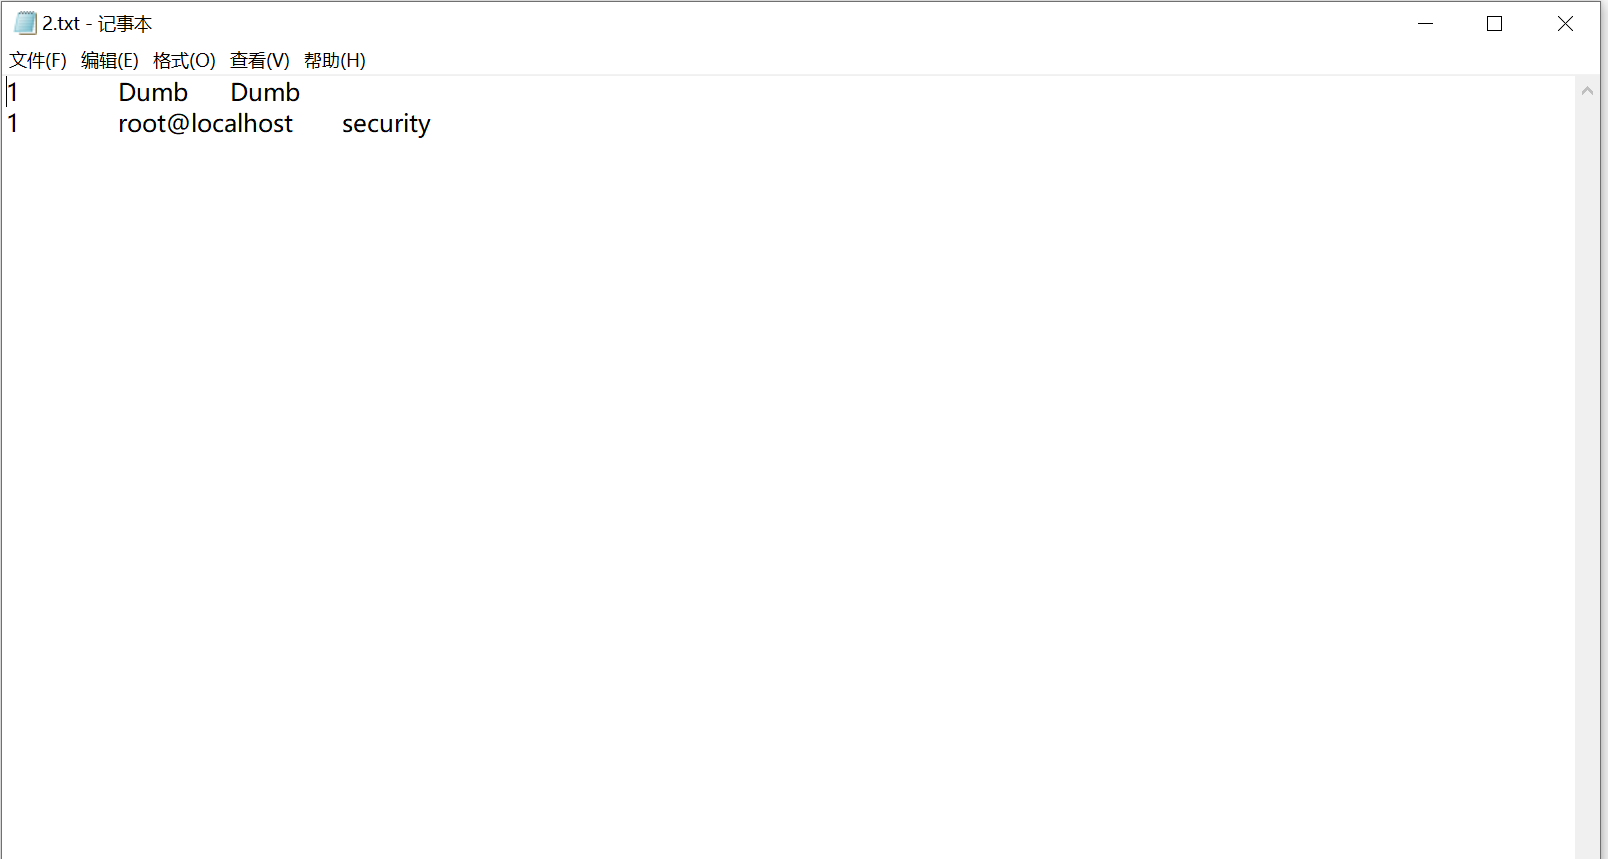 2.txt - 记事本
文件(F) 编辑(E) 格式(O) 查看(V) 帮助(H)
1 Dumb Dumb
1 root@localhost security